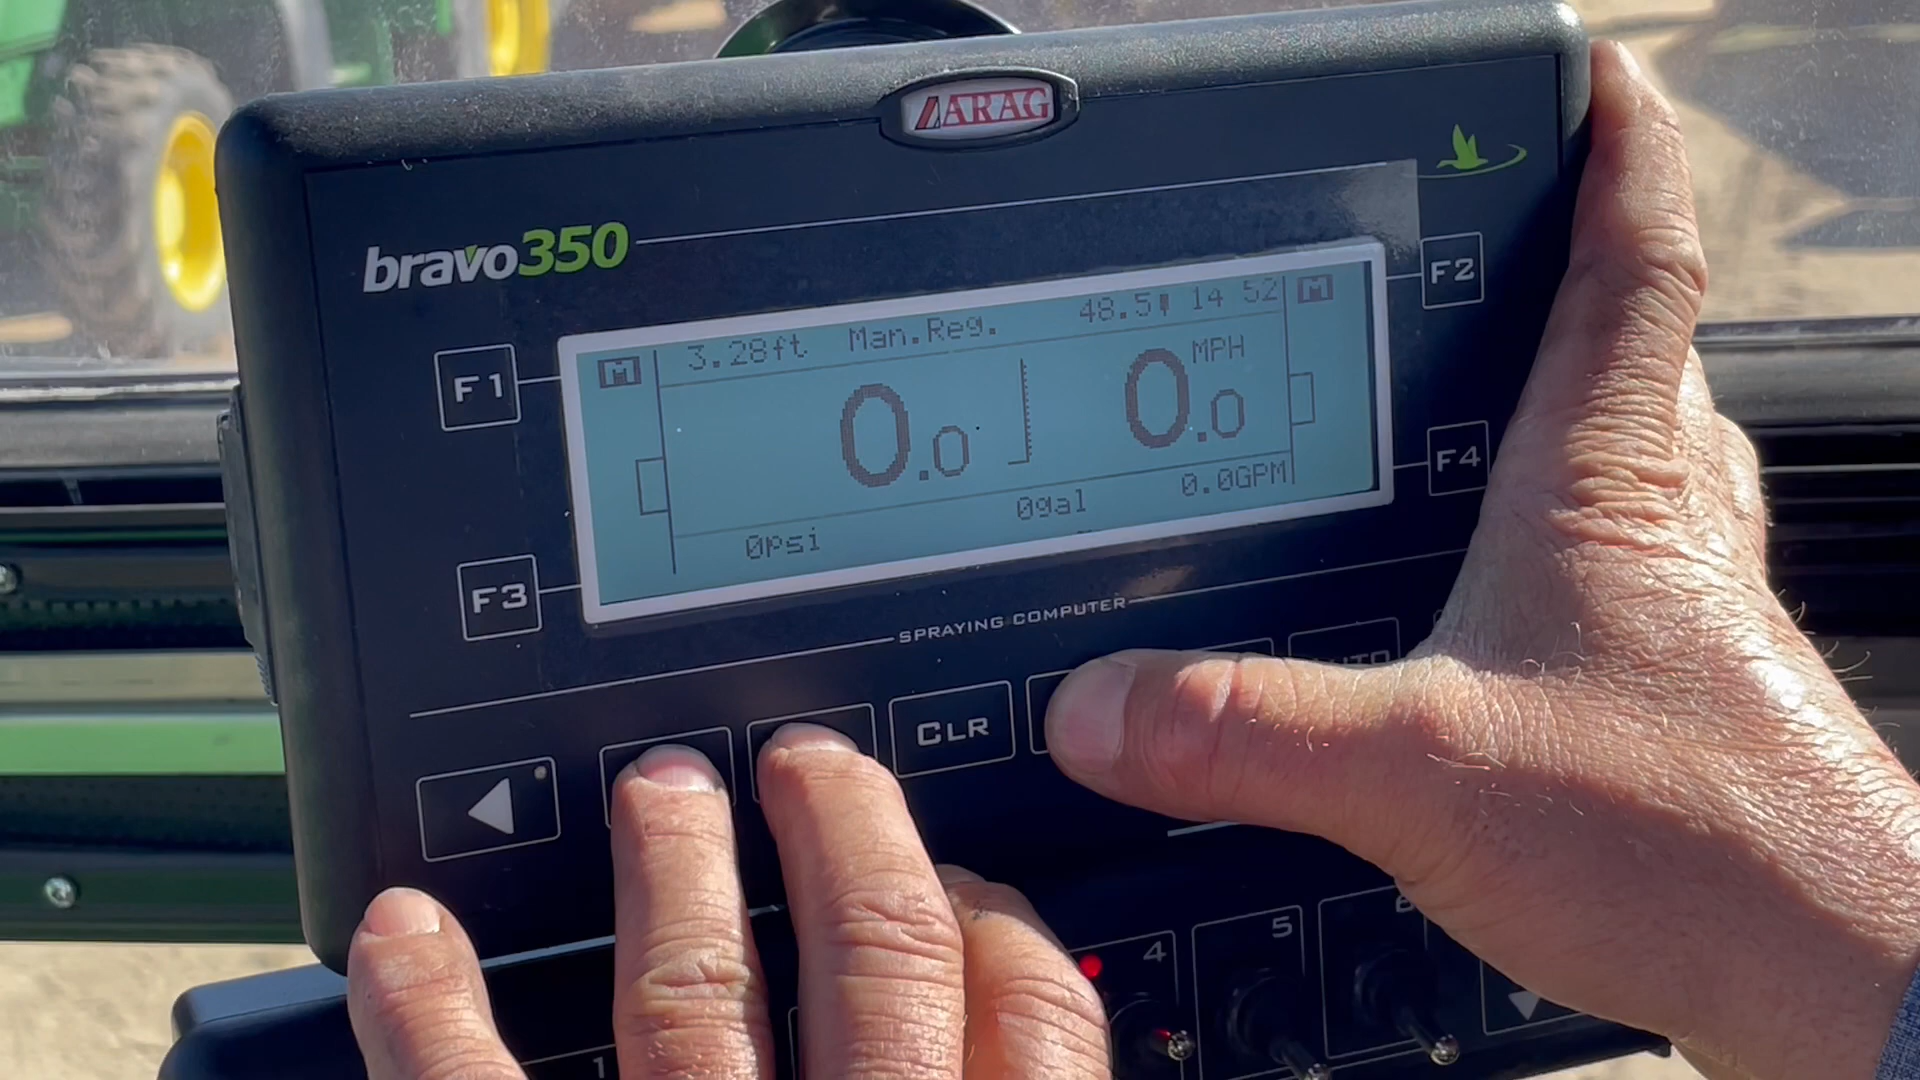 ARAG
bravo350
F1
F2
F3
F4
M
3.28ft Man.Reg. 48.5 14 52
M
0.0
0.0 MPH
0psi 0gal 0.0GPM
SPRAYING COMPUTER
CLR
1
4
5